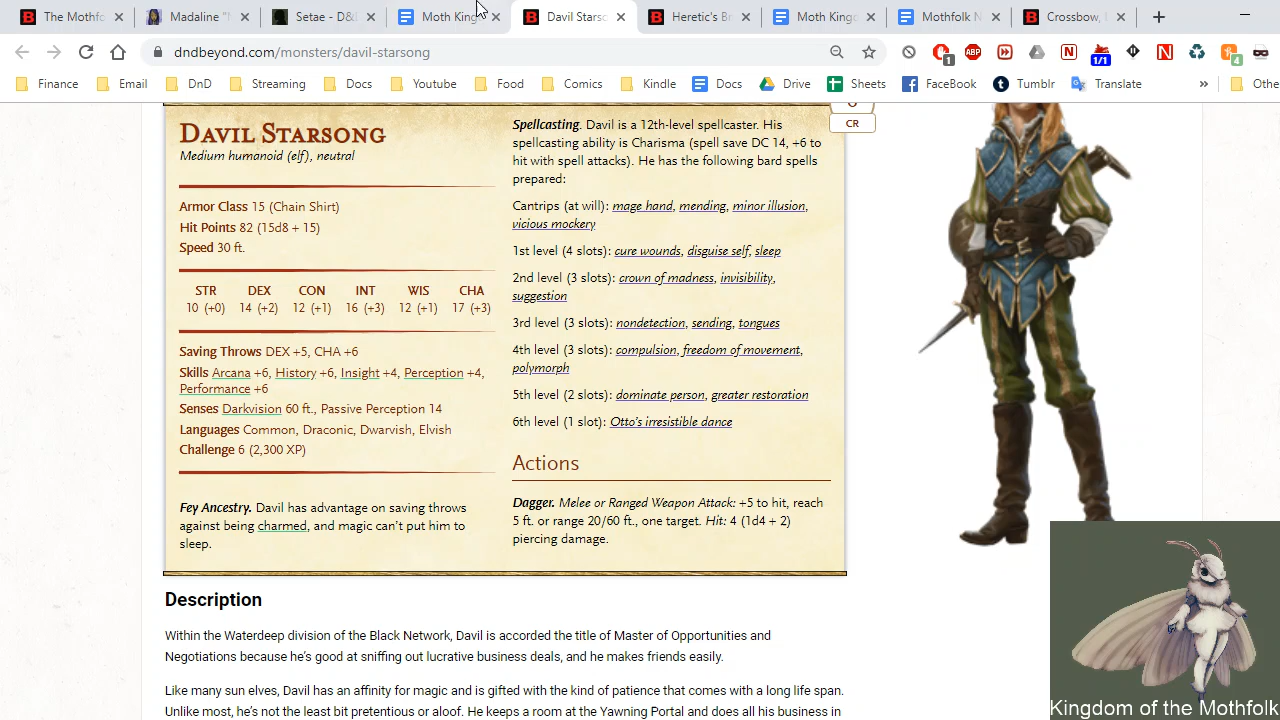 The Mothfo
Madaline "h
Setac D&d
Moth King
Davil Starso
Heretic's Br
Moth Kingd
Mothfolk N
Crossbow, l
dndbeyond.com/monsters/davil-starsong
ABP
1
N
1/1
N
4
Finance
Email
DnD
Streaming
Docs
Youtube
Food
Comics
Kindle
Docs
Drive
Sheets
FaceBook
Tumblr
Translate
»
Othe
CR
DAVIL STARSONG
Medium humanoid (elf), neutral
Armor Class 15 (Chain Shirt)
Hit Points 82 (15d8 + 15)
Speed 30 ft.
STR DEX CON INT WIS CHA
10 (+0) 14 (+2) 12 (+1) 16 (+3) 12 (+1) 17 (+3)
Saving Throws DEX +5, CHA +6
Skills Arcana +6, History +6, Insight +4, Perception +4,
Performance +6
Senses Darkvision 60 ft., Passive Perception 14
Languages Common, Draconic, Dwarvish, Elvish
Challenge 6 (2,300 XP)
Fey Ancestry. Davil has advantage on saving throws
against being charmed, and magic can't put him to
sleep.
Spellcasting. Davil is a 12th-level spellcaster. His
spellcasting ability is Charisma (spell save DC 14, +6 to
hit with spell attacks). He has the following bard spells
prepared:
Cantrips (at will): mage hand, mending, minor illusion,
vicious mockery
1st level (4 slots): cure wounds, disguise self, sleep
2nd level (3 slots): crown of madness, invisibility,
suggestion
3rd level (3 slots): nondetection, sending, tongues
4th level (3 slots): compulsion, freedom of movement,
polymorph
5th level (2 slots): dominate person, greater restoration
6th level (1 slot): Otto's irresistible dance
Actions
Dagger. Melee or Ranged Weapon Attack: +5 to hit, reach
5 ft. or range 20/60 ft., one target. Hit: 4 (1d4 + 2)
piercing damage.
Description
Within the Waterdeep division of the Black Network, Davil is accorded the title of Master of Opportunities and
Negotiations because he's good at sniffing out lucrative business deals, and he makes friends easily.
Like many sun elves, Davil has an affinity for magic and is gifted with the kind of patience that comes with a long life span.
Unlike most, he's not the least bit pretentious or aloof. He keeps a room at the Yawning Portal and does all his business in
Kingdom of the Mothfolk